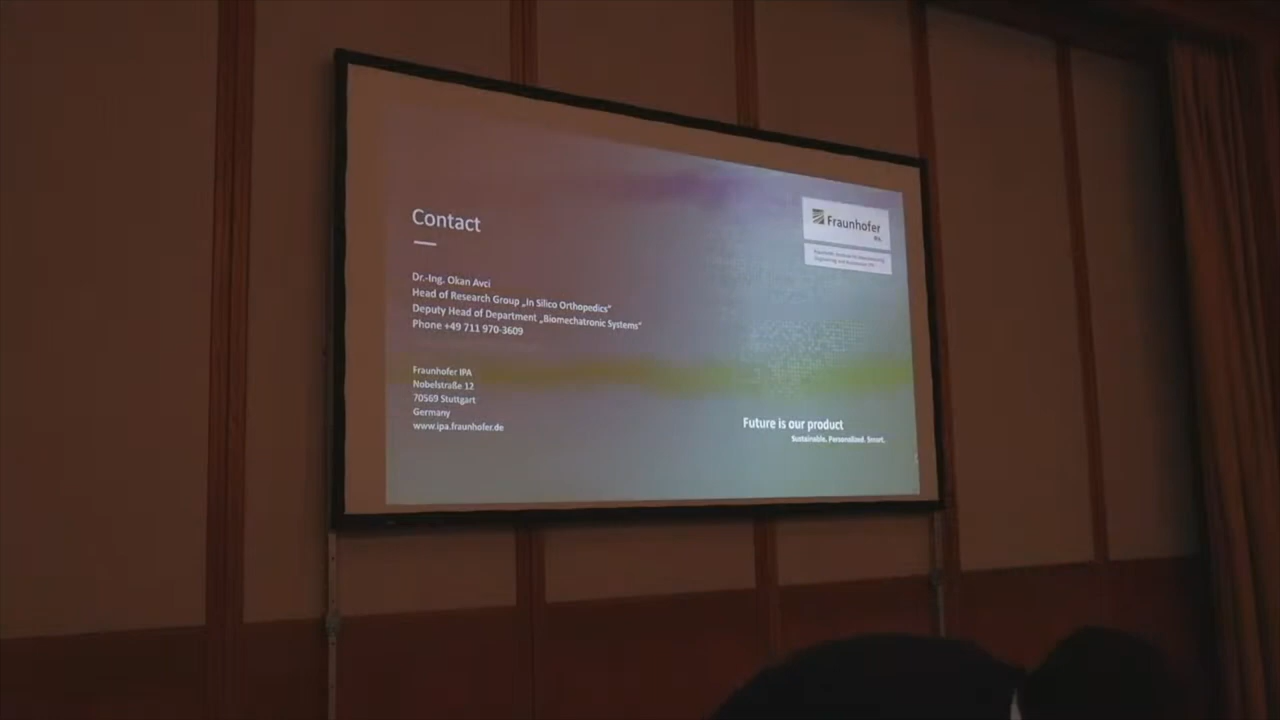 Contact
Dr.-Ing. Okan Avci
Head of Research Group „In Silico Orthopedics“
Deputy Head of Department „Biomechatronic Systems“
Phone +49 711 970-3609
Fraunhofer IPA
Nobelstraße 12
70569 Stuttgart
Germany
www.ipa.fraunhofer.de
Fraunhofer
IPA
Future is our product
Sustainable. Personalized. Smart.